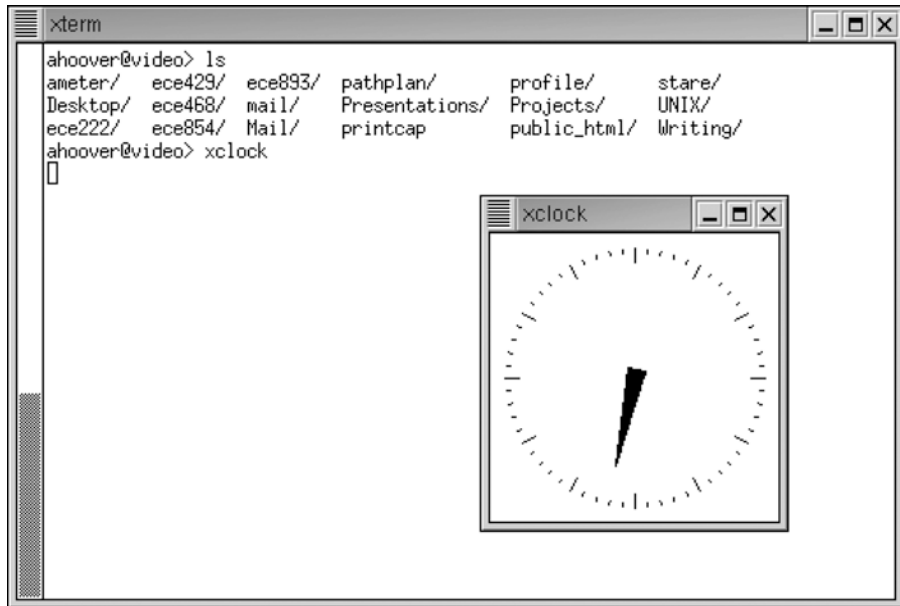 xterm
ahoover@video> ls
ameter/ ece429/ ece893/ pathplan/ profile/ stare/
Desktop/ ece468/ mail/ Presentations/ Projects/ UNIX/
ece222/ ece854/ Mail/ printcap public_html/ Writing/
ahoover@video> xclock
xclock